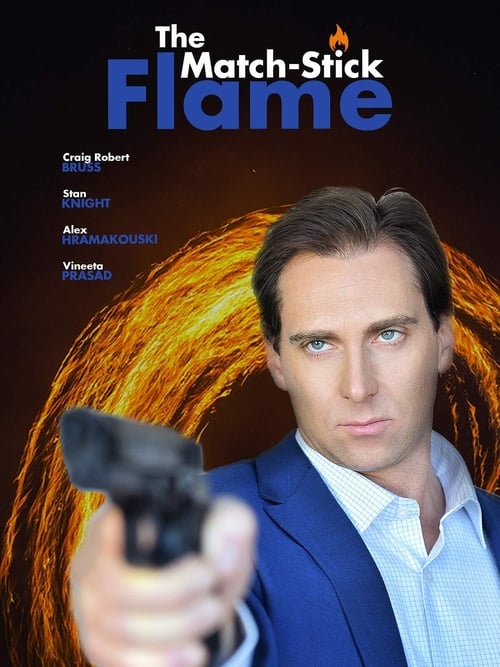 The
Match-Stick
Flame
Craig Robert
BRUSS
Stan
KNIGHT
Alex
HRAMAKOUSKI
Vineeta
PRASAD